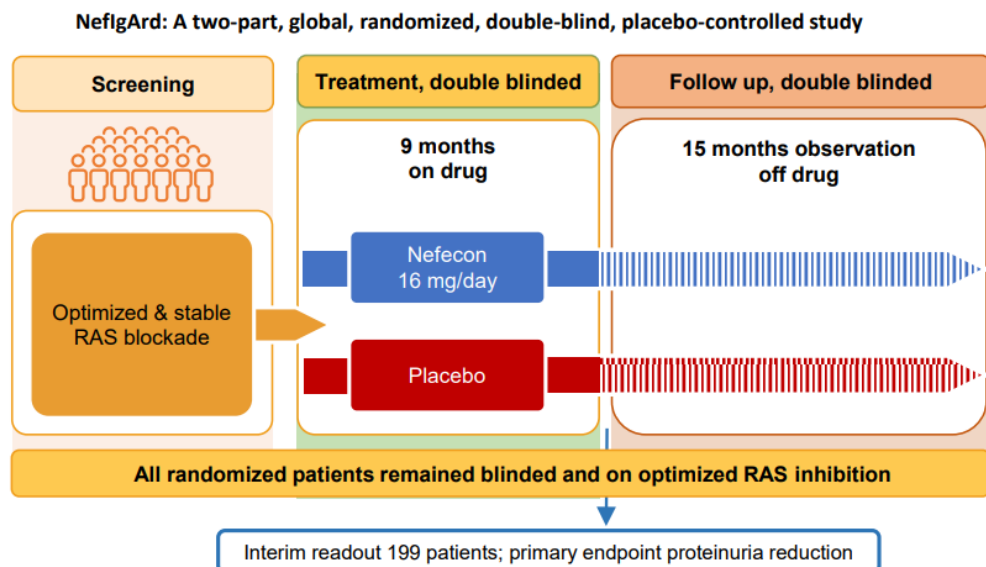 NefIgArd: A two-part, global, randomized, double-blind, placebo-controlled study
Screening
Treatment, double blinded
Follow up, double blinded
9 months
on drug
15 months observation
off drug
Optimized & stable
RAS blockade
Nefecon
16 mg/day
Placebo
All randomized patients remained blinded and on optimized RAS inhibition
Interim readout 199 patients; primary endpoint proteinuria reduction